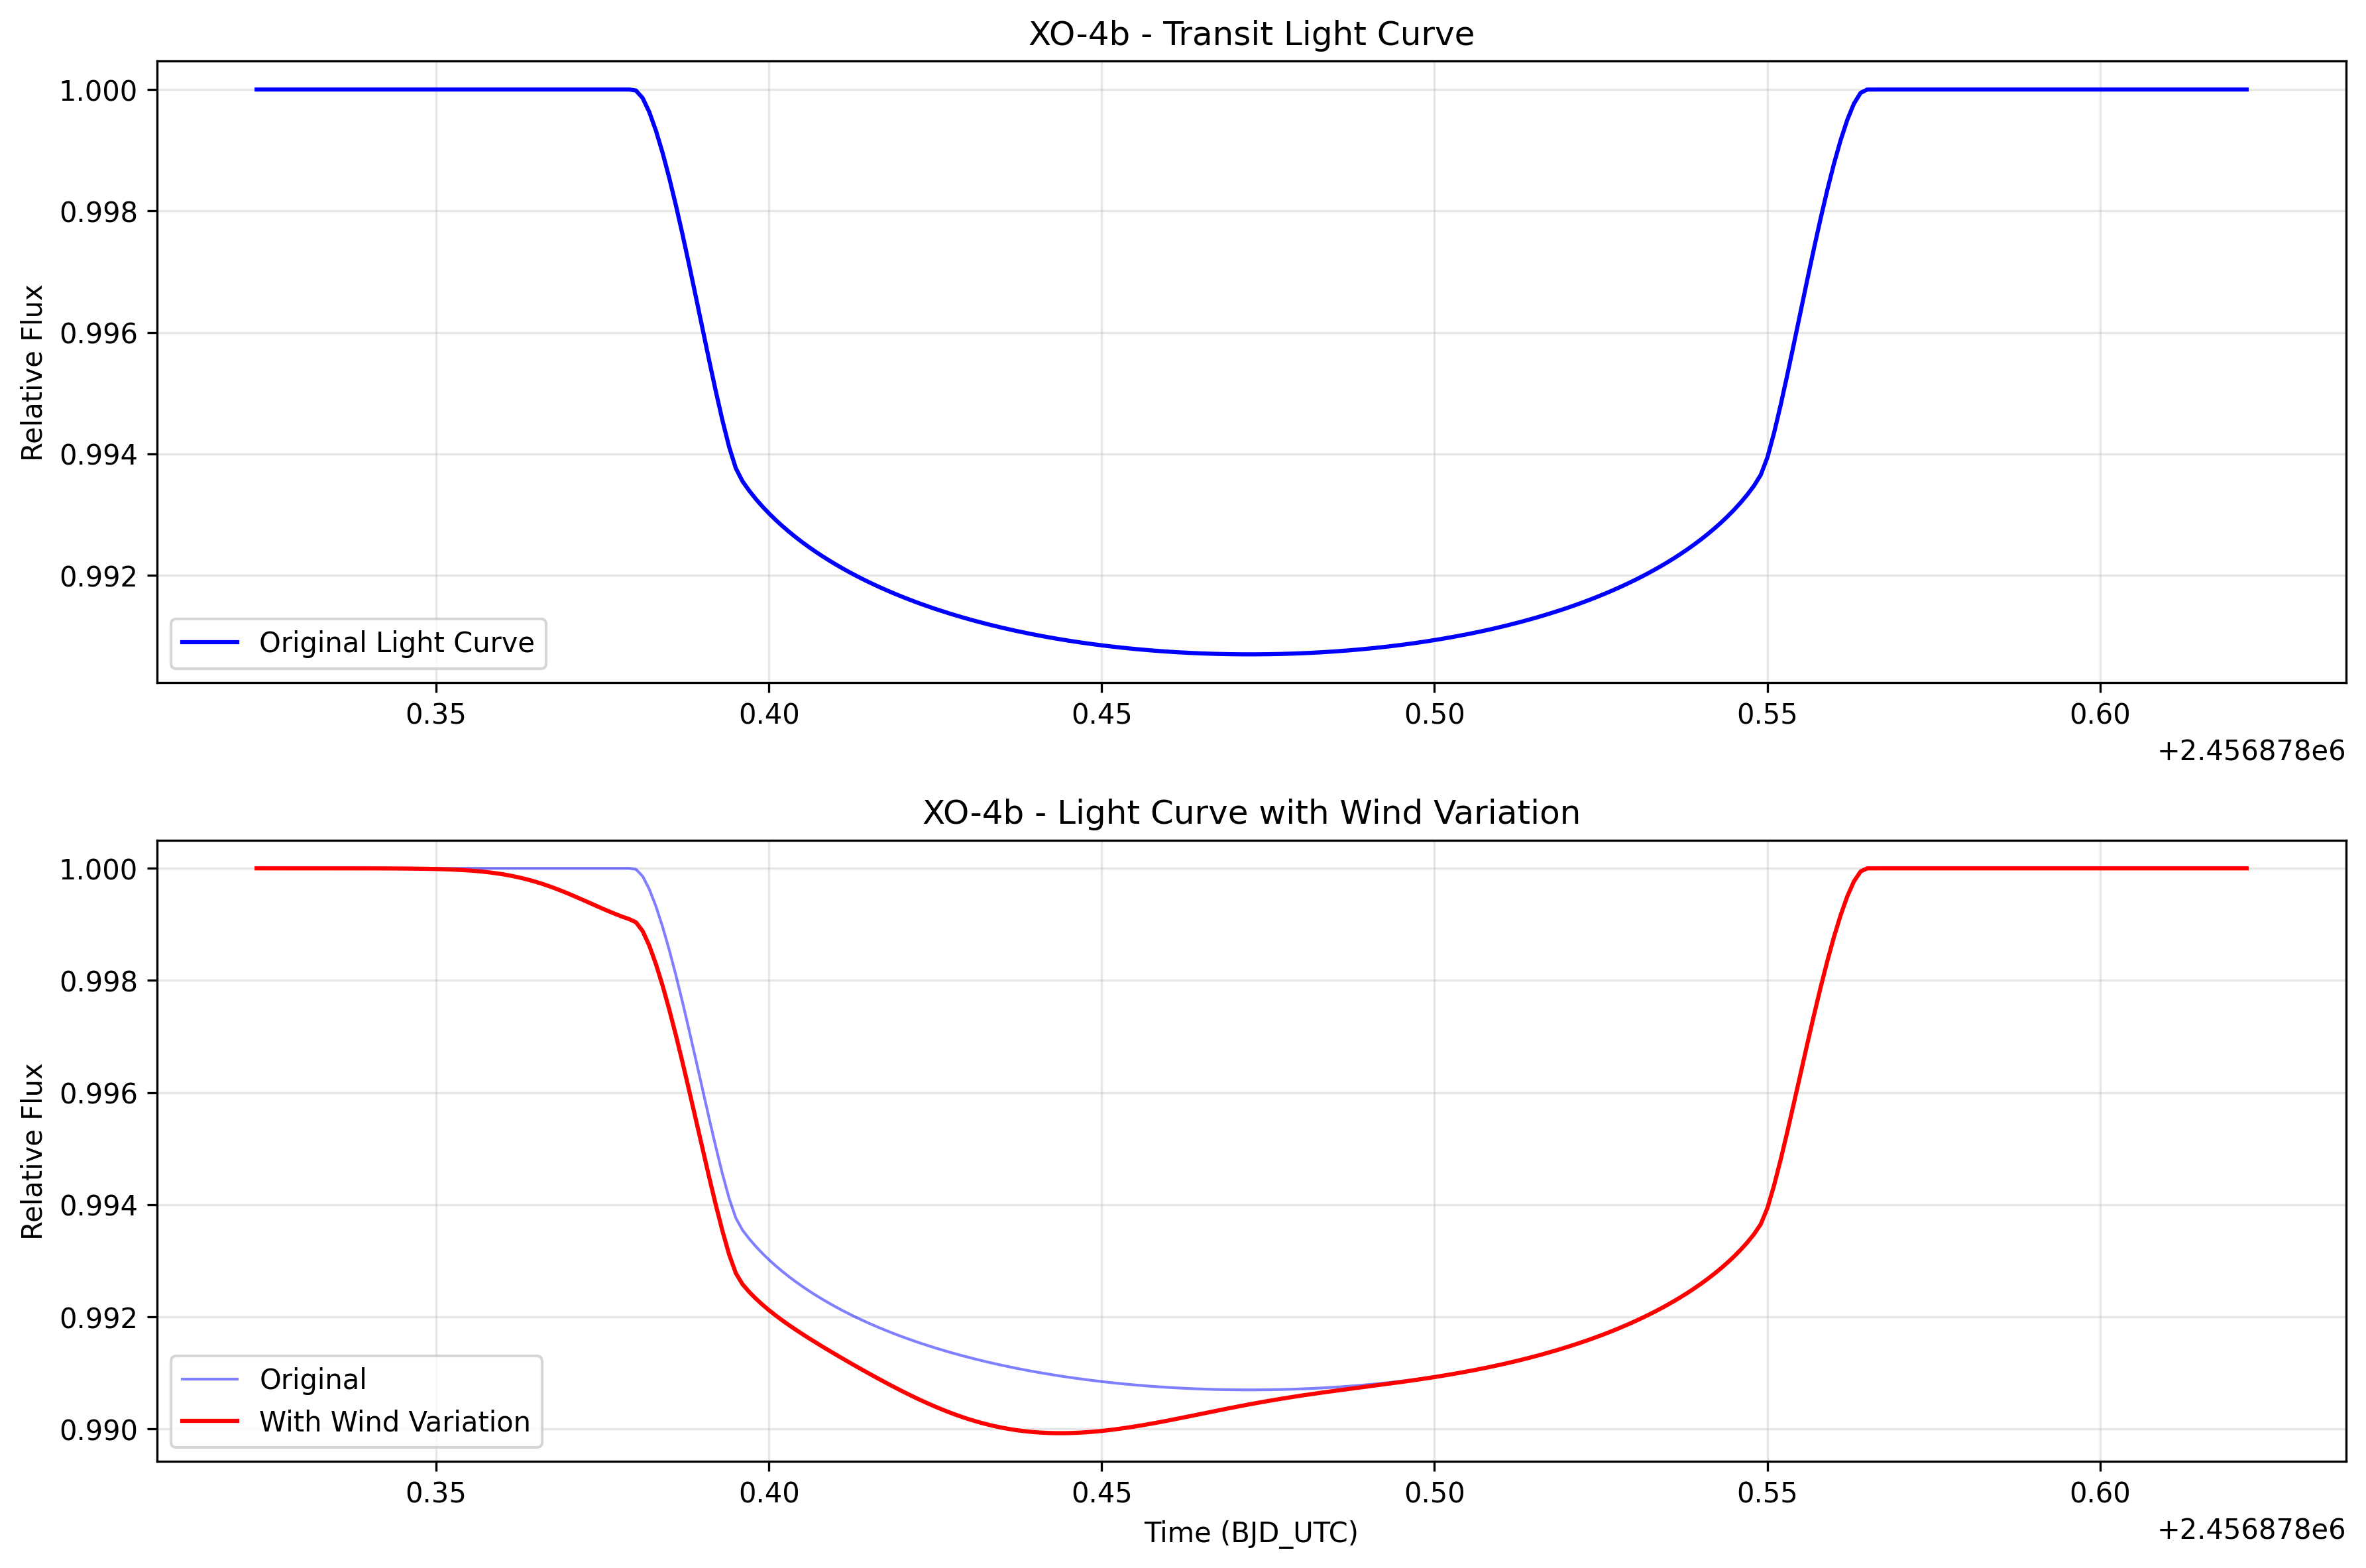 XO-4b - Transit Light Curve
Relative Flux
1.000
0.998
0.996
0.994
0.992
Original Light Curve
0.35 0.40 0.45 0.50 0.55 0.60
+2.456878e6
XO-4b - Light Curve with Wind Variation
Relative Flux
1.000
0.998
0.996
0.994
0.992
0.990
Original
With Wind Variation
0.35 0.40 0.45 0.50 0.55 0.60
Time (BJD_UTC)
+2.456878e6